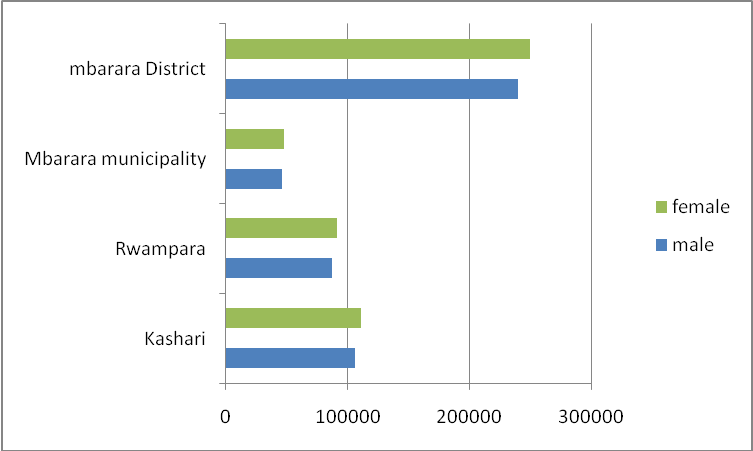 mbarara District
Mbarara municipality
Rwampara
Kashari
female
male
0 100000 200000 300000